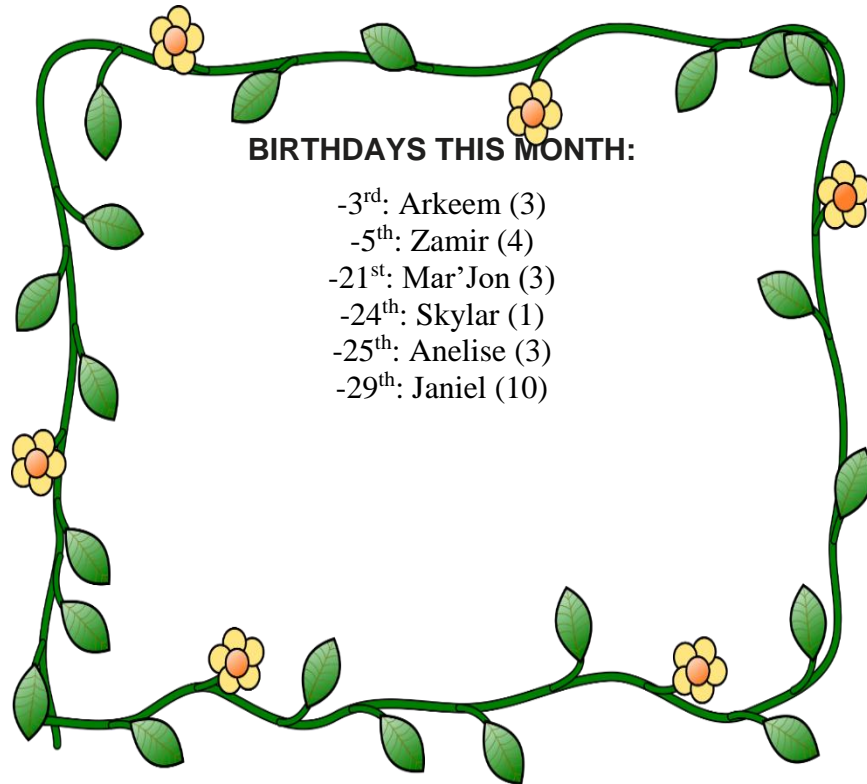 BIRTHDAYS THIS MONTH:
-3rd: Arkeem (3)
-5th: Zamir (4)
-21st: Mar’Jon (3)
-24th: Skylar (1)
-25th: Anelise (3)
-29th: Janiel (10)